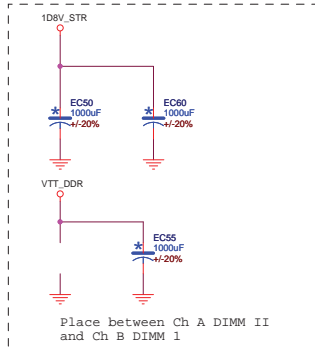 1D8V_STR
* EC50
1000uF
+/-20%
* EC60
1000uF
+/-20%
VTT_DDR
* EC55
1000uF
+/-20%
Place between Ch A DIMM II
and Ch B DIMM 1